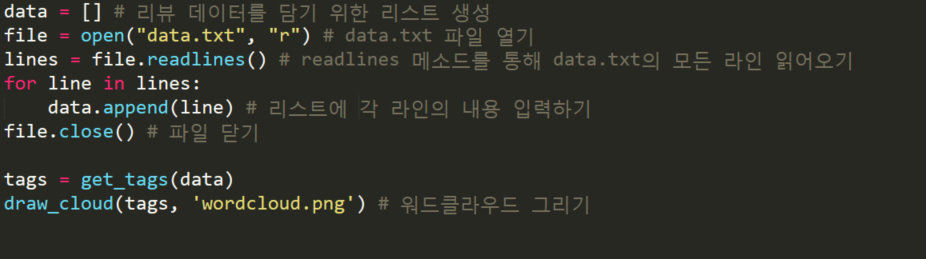 data = [] # 리뷰 데이터를 담기 위한 리스트 생성
file = open("data.txt", "r") # data.txt 파일 열기
lines = file.readlines() # readlines 메소드를 통해 data.txt의 모든 라인 읽어오기
for line in lines:
    data.append(line) # 리스트에 각 라인의 내용 입력하기
file.close() # 파일 닫기

tags = get_tags(data)
draw_cloud(tags, 'wordcloud.png') # 워드클라우드 그리기